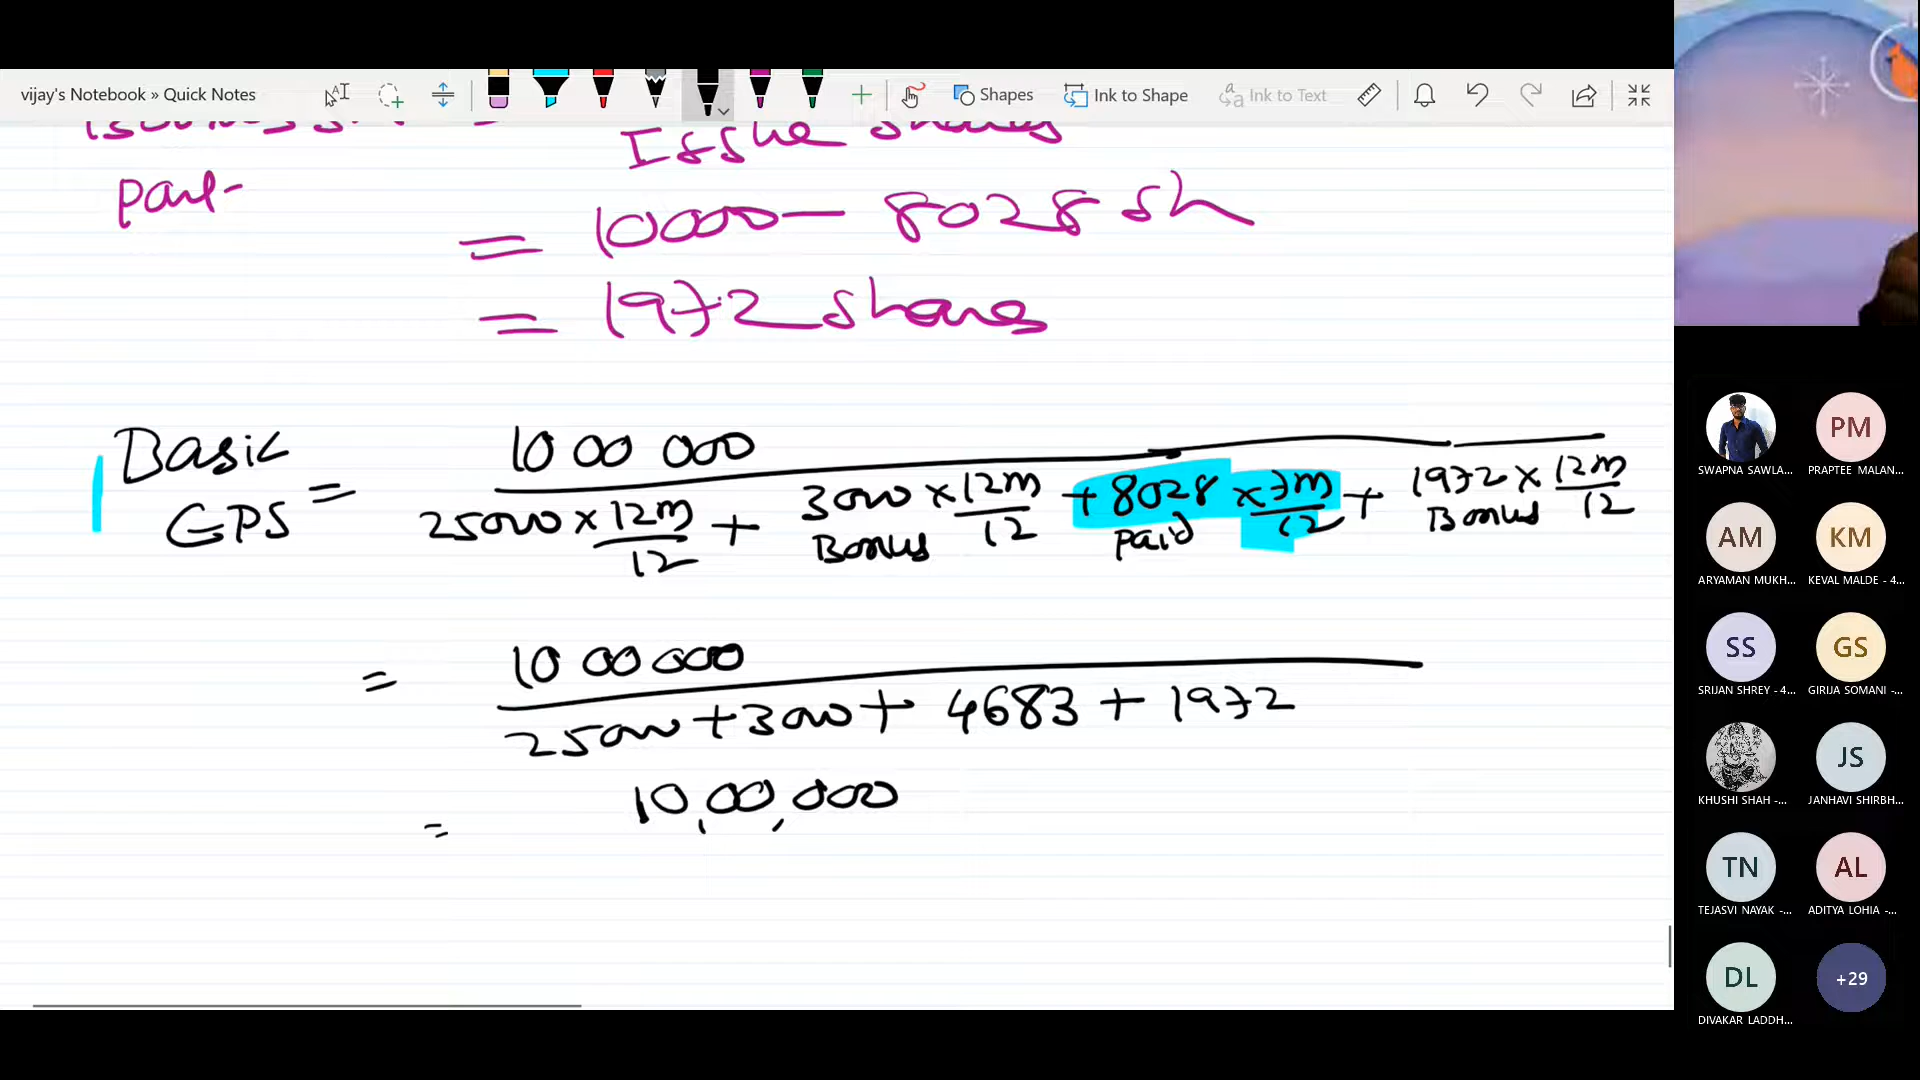 vijay's Notebook » Quick Notes
Shapes
Ink to Shape
Ink to Text
Issue shares
part
= 10000 - 8028 sh
= 1972 shares
Basic EPS = 10 00 000
25000 x 12m/12 + 3000 x 12m/12 + 8028 x 7m/12 + 1972 x 12m/12
Bonus paid Bonus
= 10 00 000
25000 + 3000 + 4683 + 1972
= 10,00,000
SWAPNA SAWLA...
PM
PRAPTEE MALAN...
AM
ARYAMAN MUKH...
KM
KEVAL MALDE - 4...
SS
SRIJAN SHREY - 4...
GS
GIRIJA SOMANI -...
KHUSHI SHAH -...
JS
JANHAVI SHIRBH...
TN
TEJASVI NAYAK -...
AL
ADITYA LOHIA -...
DL
DIVAKAR LADDH...
+29